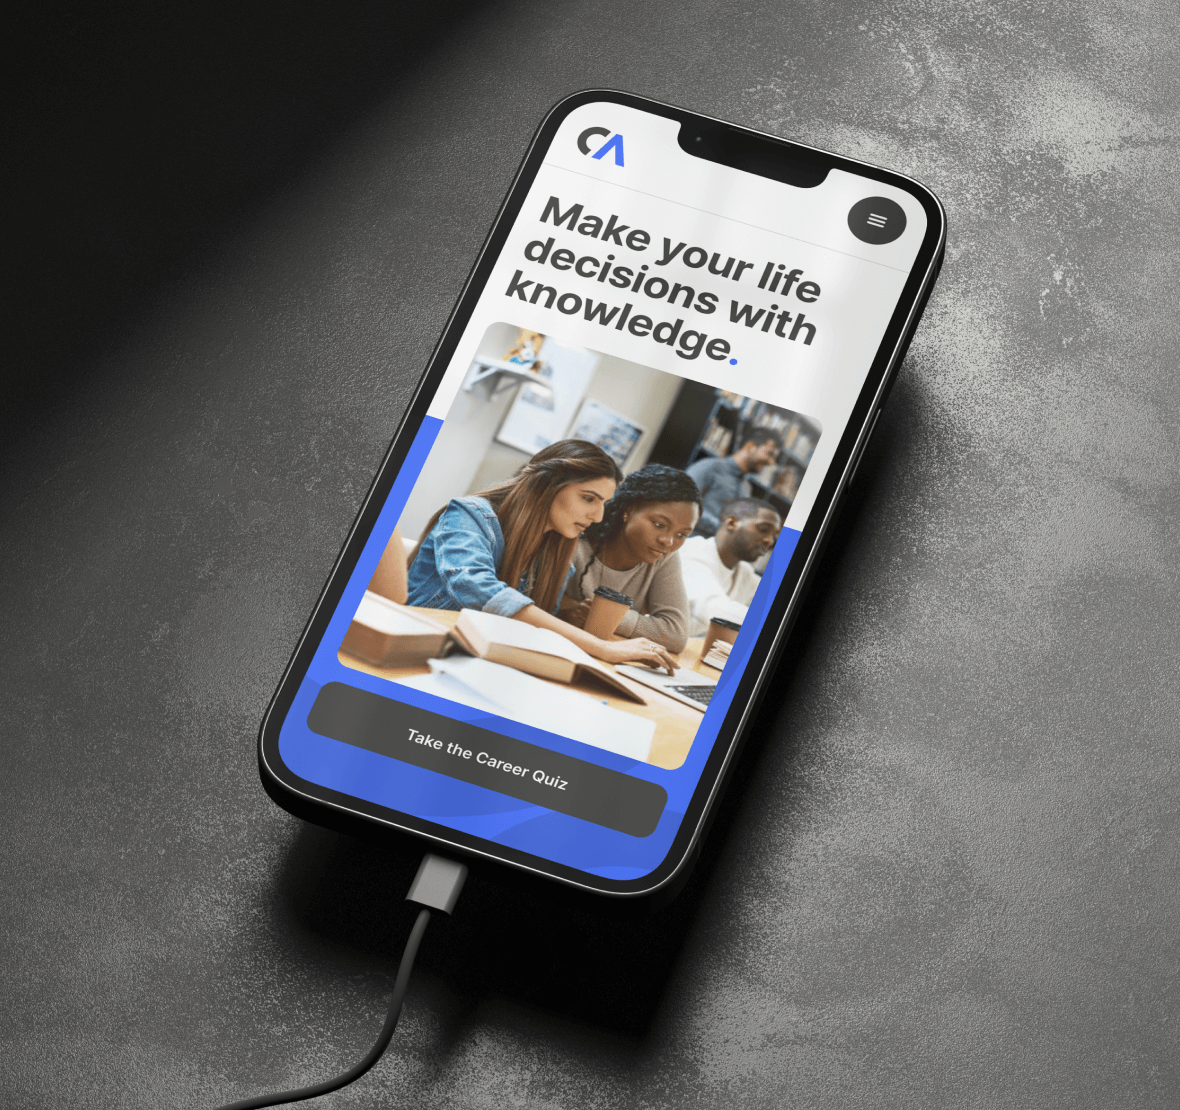 CA
Make your life
decisions with
knowledge.
Take the Career Quiz